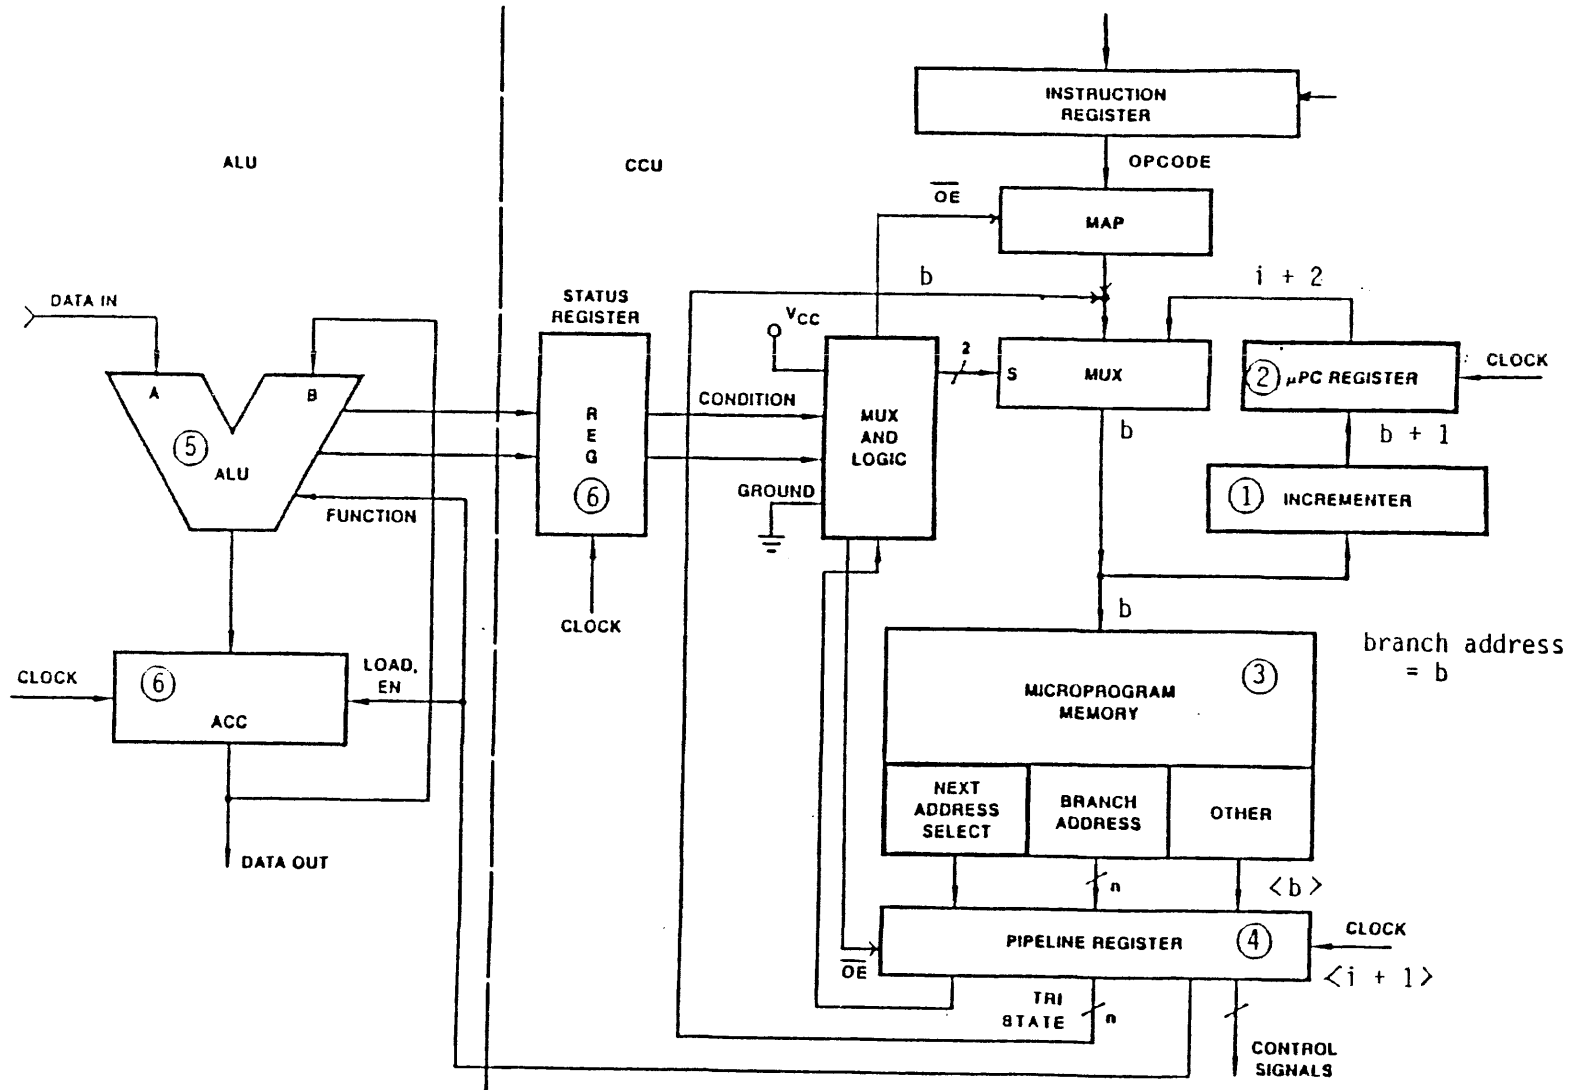 INSTRUCTION
REGISTER
ALU
CCU
OPCODE
OE
MAP
b
i + 2
DATA IN
STATUS
REGISTER
VCC
2
CLOCK
A
B
S
MUX
2
µPC REGISTER
R
E
G
CONDITION
MUX
AND
LOGIC
b
b + 1
5
ALU
6
GROUND
1
INCREMENTER
FUNCTION
CLOCK
b
branch address
= b
CLOCK
6
ACC
LOAD,
EN
3
MICROPROGRAM
MEMORY
NEXT
ADDRESS
SELECT
BRANCH
ADDRESS
OTHER
DATA OUT
n
<b>
PIPELINE REGISTER
4
CLOCK
OE
<i + 1>
TRI
STATE
n
CONTROL
SIGNALS